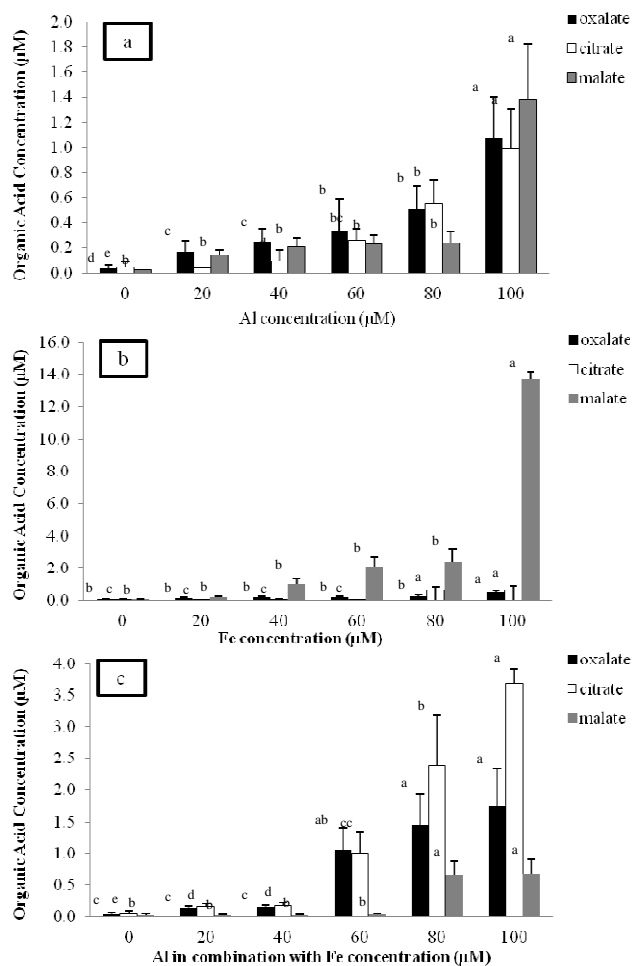 a
oxalate
citrate
malate
Organic Acid Concentration (μM)
2.0
1.8
1.6
1.4
1.2
1.0
0.8
0.6
0.4
0.2
0.0
d e b
c b
c b
b bc b
b b b
a a a
0 20 40 60 80 100
Al concentration (μM)
b
oxalate
citrate
malate
Organic Acid Concentration (μM)
16.0
14.0
12.0
10.0
8.0
6.0
4.0
2.0
0.0
b c b
b c b
b c b
b c b
b a b
a a a
0 20 40 60 80 100
Fe concentration (μM)
c
oxalate
citrate
malate
Organic Acid Concentration (μM)
4.0
3.5
3.0
2.5
2.0
1.5
1.0
0.5
0.0
c e b
c d b
c d b
ab cc b
a b a
a a a
0 20 40 60 80 100
Al in combination with Fe concentration (μM)